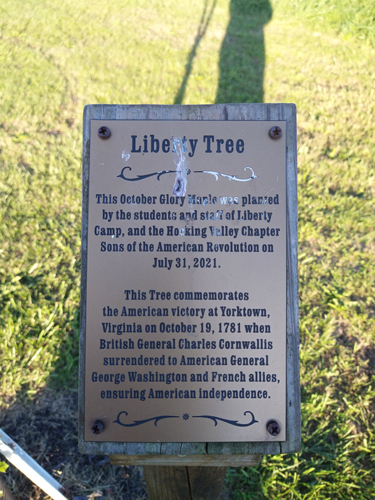 Liberty Tree
This October Glory Maple was planted
by the students and staff of Liberty
Camp, and the Hocking Valley Chapter
Sons of the American Revolution on
July 31, 2021.
This Tree commemorates
the American victory at Yorktown,
Virginia on October 19, 1781 when
British General Charles Cornwallis
surrendered to American General
George Washington and French allies,
ensuring American independence.